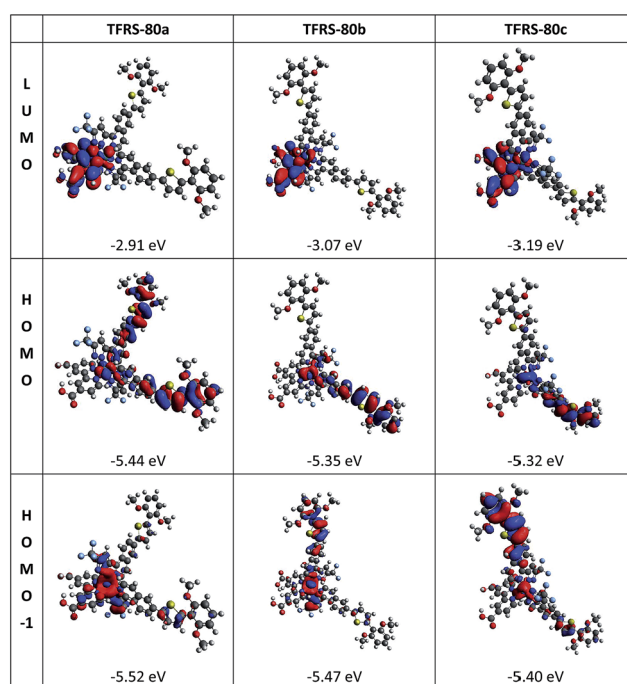 TFRS-80a TFRS-80b TFRS-80c
L
U
M
O
-2.91 eV -3.07 eV -3.19 eV
H
O
M
O
-5.44 eV -5.35 eV -5.32 eV
H
O
M
O
-1
-5.52 eV -5.47 eV -5.40 eV